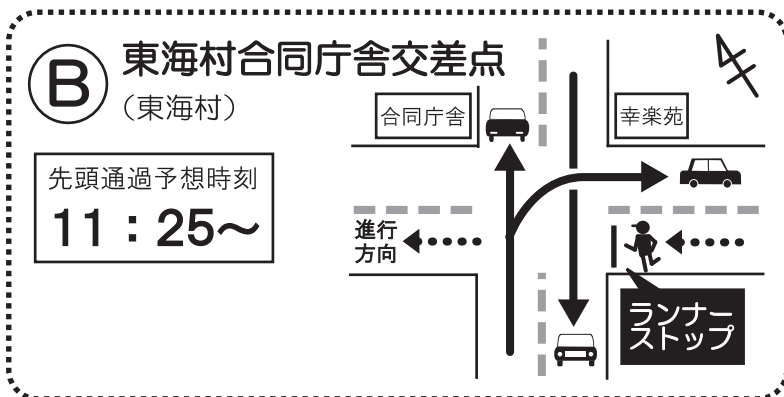 B
東海村合同庁舎交差点
（東海村）
先頭通過予想時刻
11：25〜
合同庁舎
幸楽苑
進行
方向
ランナー
ストップ